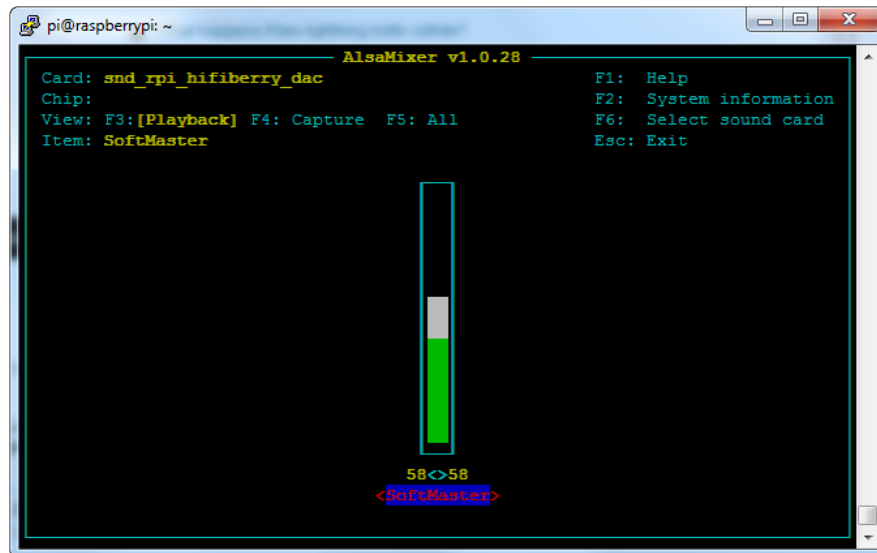 pi@raspberrypi: ~
AlsaMixer v1.0.28
Card: snd_rpi_hifiberry_dac F1: Help
Chip: F2: System information
View: F3:[Playback] F4: Capture F5: All F6: Select sound card
Item: SoftMaster Esc: Exit
58<>58
<SoftMaster>